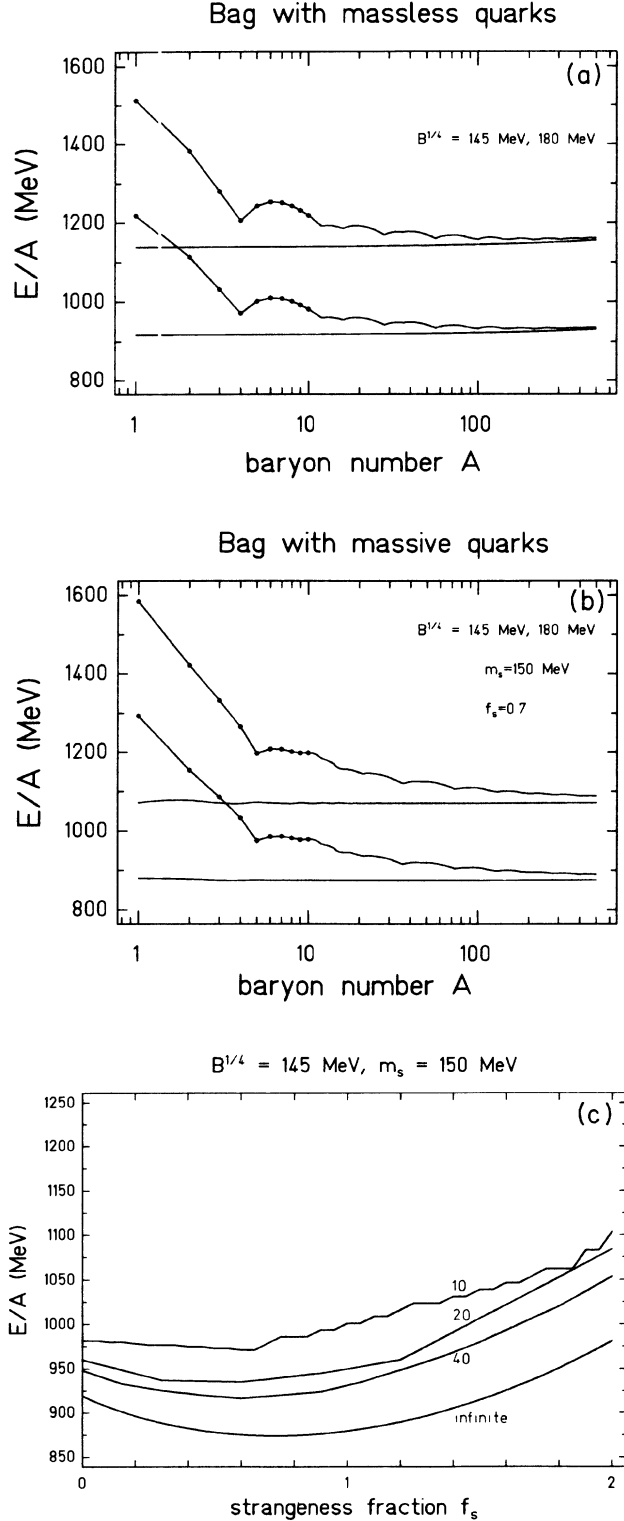 Bag with massless quarks
(a)
B^1/4 = 145 MeV, 180 MeV
1600
1400
1200
1000
800
E/A (MeV)
1 10 100
baryon number A
Bag with massive quarks
(b)
B^1/4 = 145 MeV, 180 MeV
m_s=150 MeV
f_s=0.7
1600
1400
1200
1000
800
E/A (MeV)
1 10 100
baryon number A
B^1/4 = 145 MeV, m_s = 150 MeV
(c)
1250
1200
1150
1100
1050
1000
950
900
850
E/A (MeV)
10
20
40
infinite
0 1 2
strangeness fraction f_s